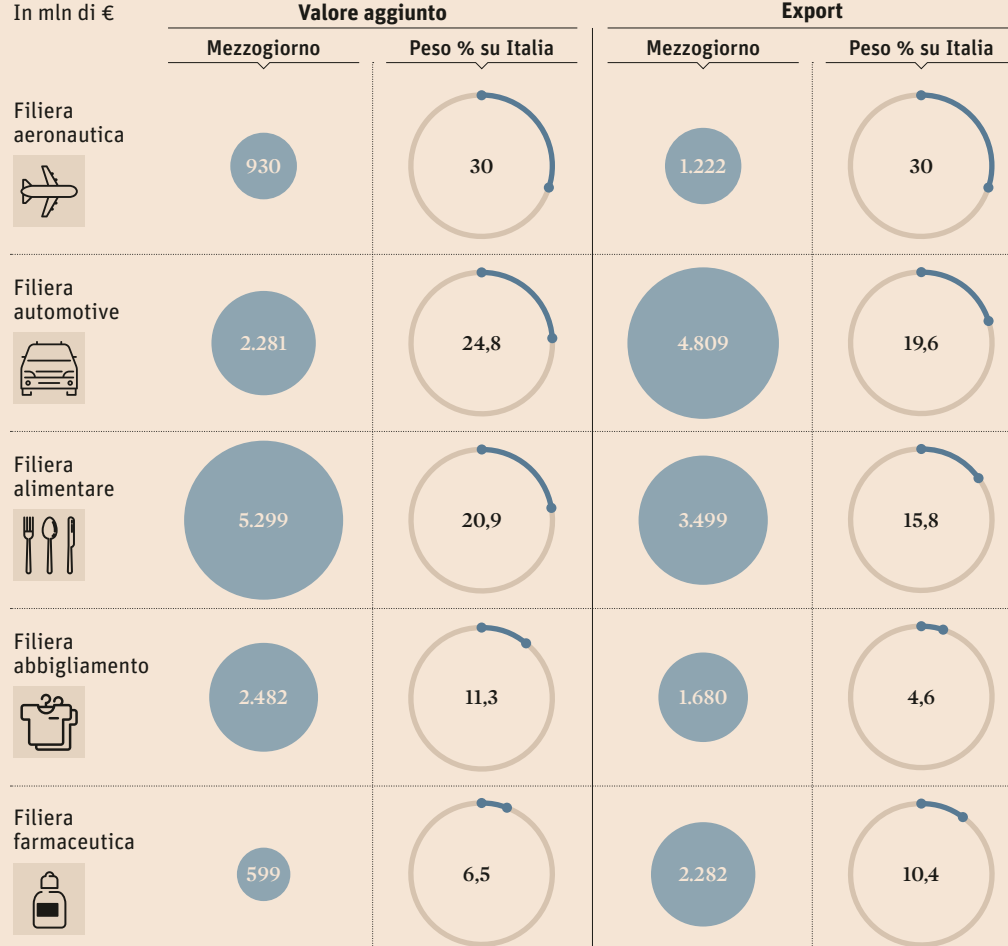 In mln di €
Valore aggiunto
Export
Mezzogiorno
Peso % su Italia
Mezzogiorno
Peso % su Italia
Filiera
aeronautica
930
30
1.222
30
Filiera
automotive
2.281
24,8
4.809
19,6
Filiera
alimentare
5.299
20,9
3.499
15,8
Filiera
abbigliamento
2.482
11,3
1.680
4,6
Filiera
farmaceutica
599
6,5
2.282
10,4